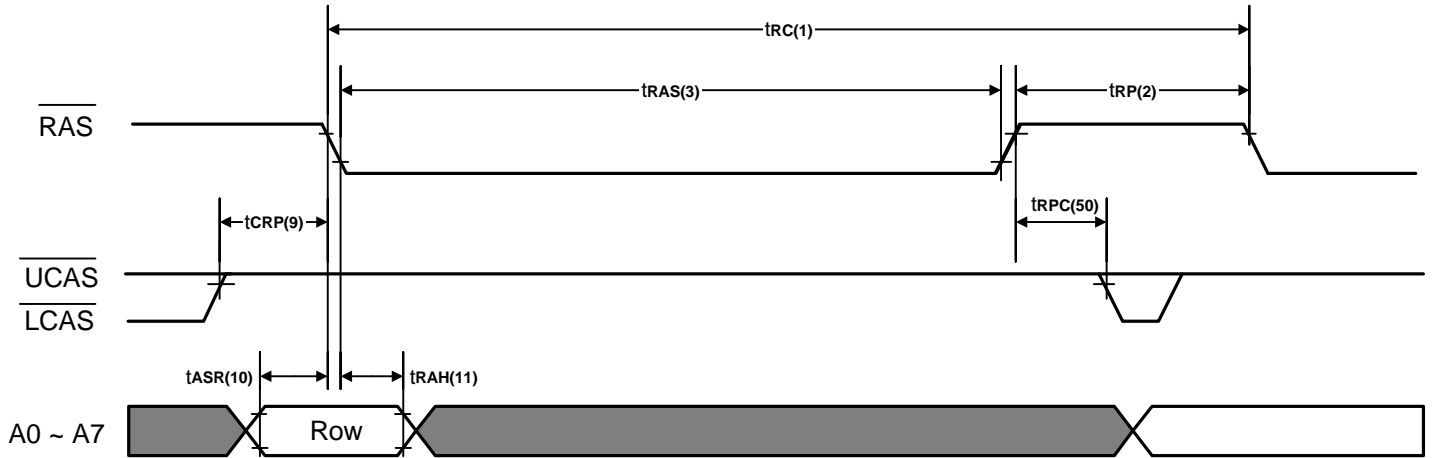 tRC(1)
tRAS(3)
tRP(2)
RAS
tCRP(9)
tRPC(50)
UCAS
LCAS
tASR(10)
tRAH(11)
A0 ~ A7
Row